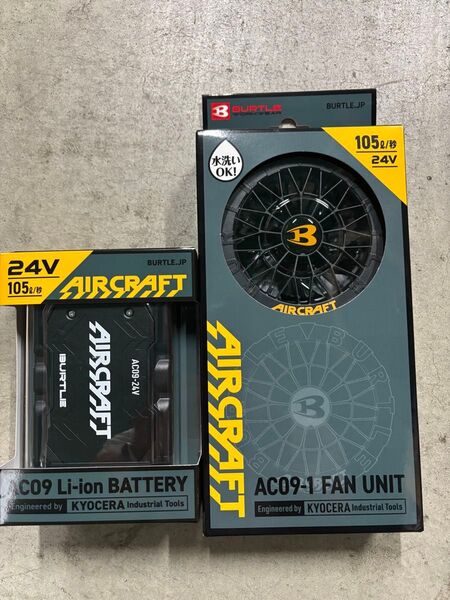 BURTLE
WORKWEAR
BURTLE.JP
水洗い
OK!
105ℓ/秒
24V
B
AIRCRAFT
BURTLEVBURTLE
B
AIRCRAFT
AC09-1 FAN UNIT
Engineered by KYOCERA Industrial Tools
BURTLE.JP
24V
105ℓ/秒
AIRCRAFT
BURTLE
AIRCRAFT
AC09-24V
AC09 Li-ion BATTERY
Engineered by KYOCERA Industrial Tools